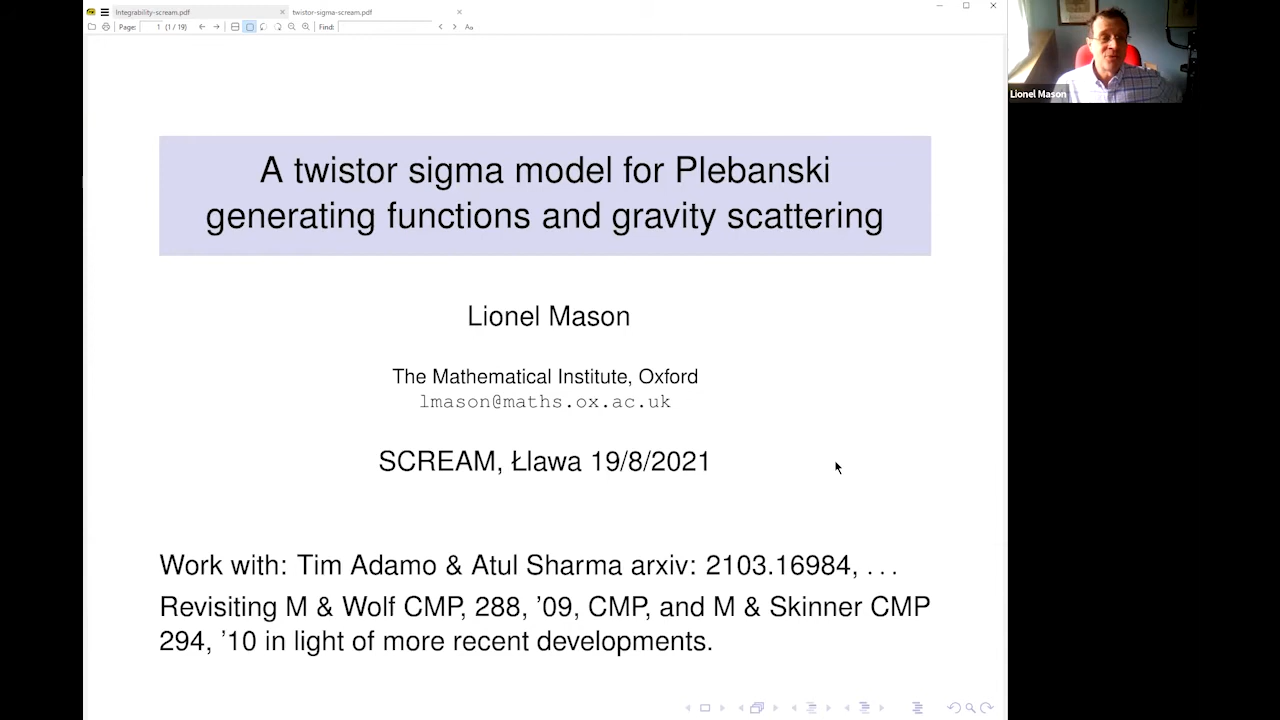 Integrability-scream.pdf
twistor-sigma-scream.pdf
Page: 1 (1 / 19) Find: Aa
A twistor sigma model for Plebanski
generating functions and gravity scattering
Lionel Mason
The Mathematical Institute, Oxford
lmason@maths.ox.ac.uk
SCREAM, Łlawa 19/8/2021
Work with: Tim Adamo & Atul Sharma arxiv: 2103.16984, . . .
Revisiting M & Wolf CMP, 288, '09, CMP, and M & Skinner CMP
294, '10 in light of more recent developments.
Lionel Mason